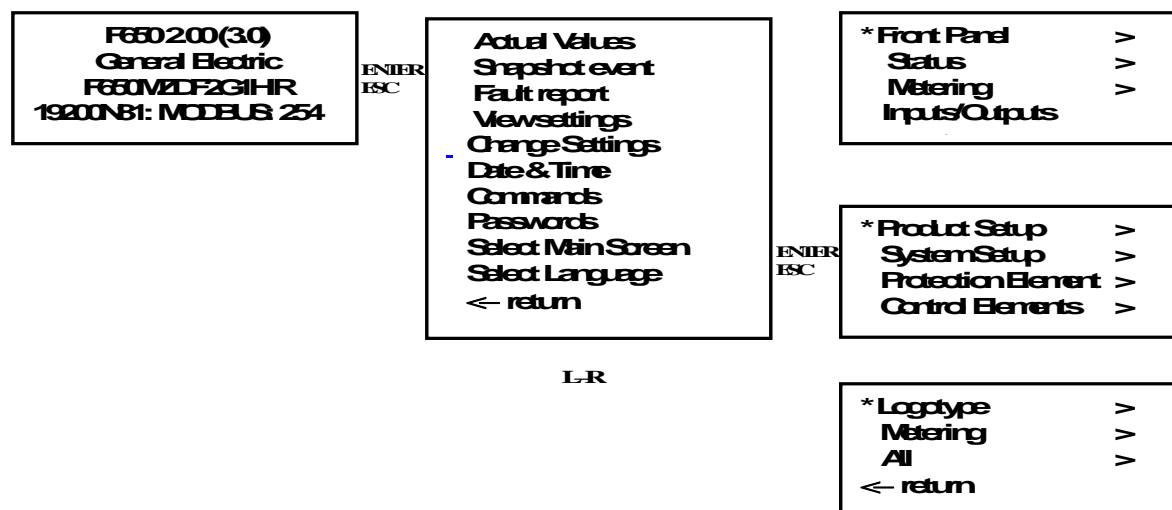 F650 2.00 (3.0)
General Electric
F650MZDF2G1HR
19200N81: MODBUS: 254
ENTER
ESC
Actual Values
Snapshot event
Fault report
View settings
Change Settings
Date & Time
Commands
Passwords
Select Main Screen
Select Language
<-- return
L-R
ENTER
ESC
*Front Panel >
Status >
Metering >
Inputs/Outputs
*Product Setup >
System Setup >
Protection Element >
Control Elements >
*Logotype >
Metering >
All >
<-- return